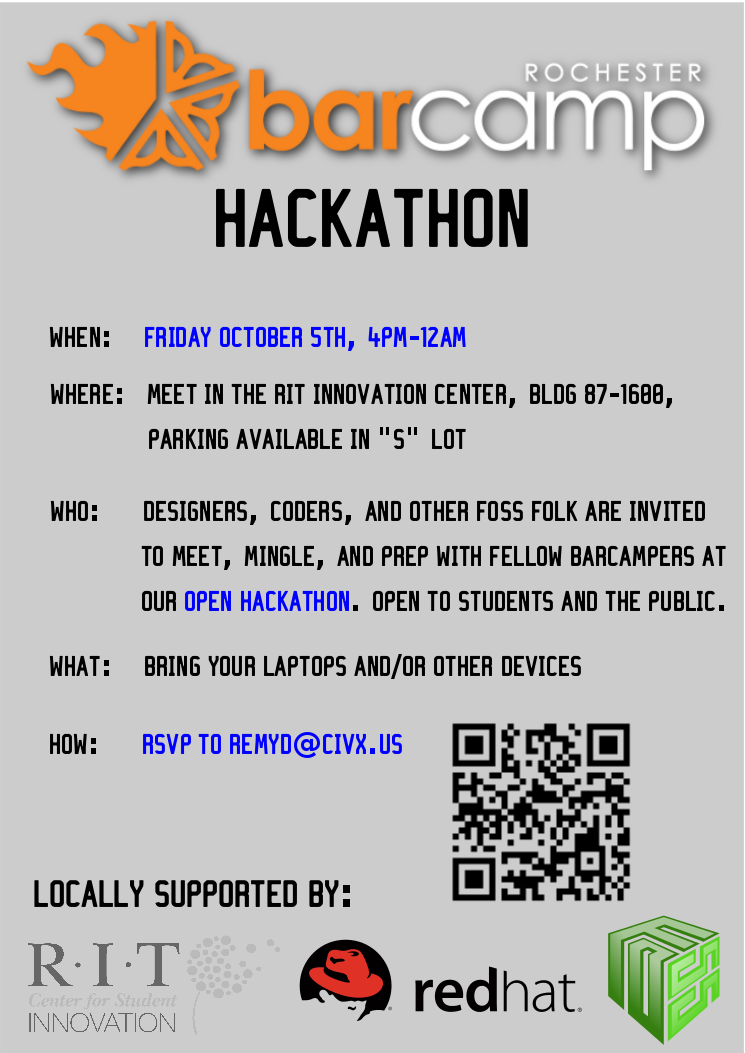 ROCHESTER
barcamp
HACKATHON
WHEN: FRIDAY OCTOBER 5TH, 4PM-12AM
WHERE: MEET IN THE RIT INNOVATION CENTER, BLDG 87-1600,
PARKING AVAILABLE IN "S" LOT
WHO: DESIGNERS, CODERS, AND OTHER FOSS FOLK ARE INVITED
TO MEET, MINGLE, AND PREP WITH FELLOW BARCAMPERS AT
OUR OPEN HACKATHON. OPEN TO STUDENTS AND THE PUBLIC.
WHAT: BRING YOUR LAPTOPS AND/OR OTHER DEVICES
HOW: RSVP TO REMYD@CIVX.US
LOCALLY SUPPORTED BY:
R·I·T
Center for Student
INNOVATION
redhat.